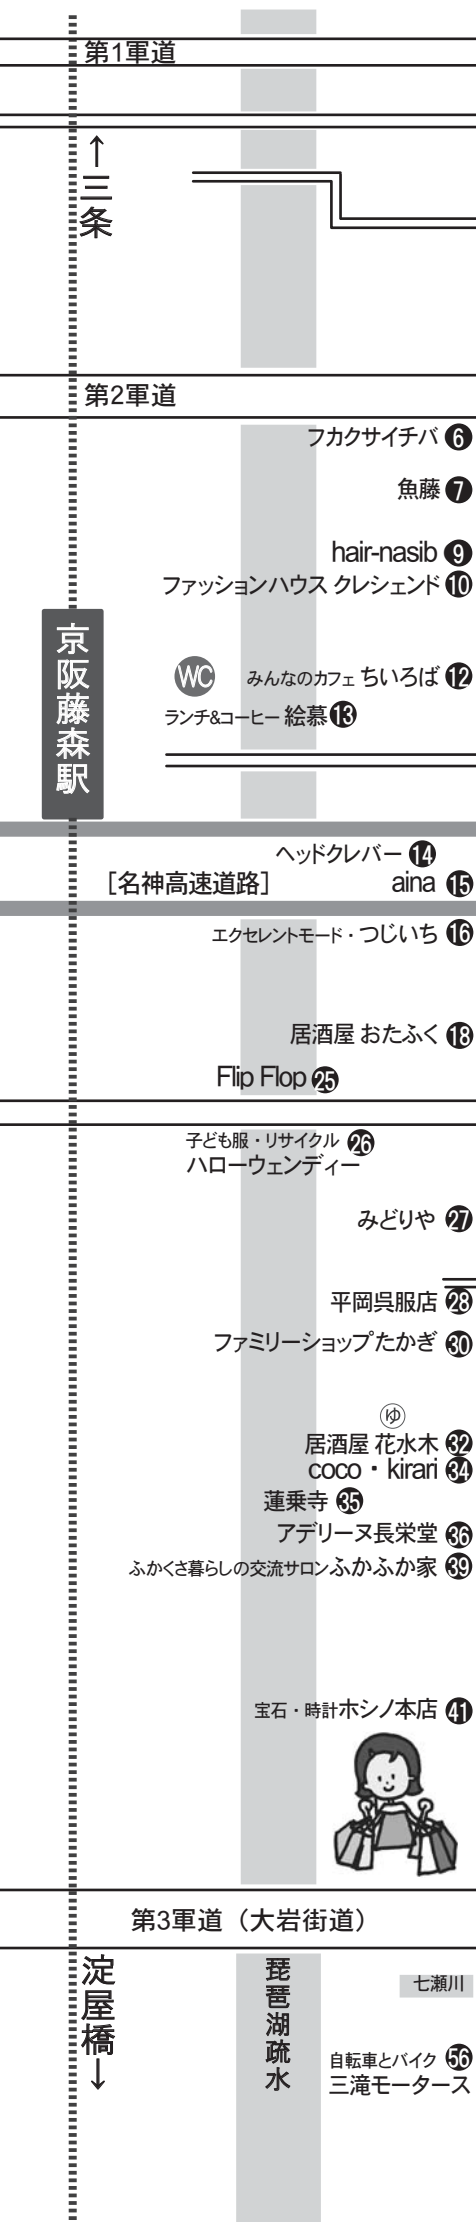 第1軍道
↑三条
第2軍道
フカクサイチバ 6
魚藤 7
hair-nasib 9
ファッションハウス クレシェンド 10
京阪藤森駅
WC
みんなのカフェ ちいろば 12
ランチ&コーヒー 絵慕 13
ヘッドクレバー 14
[名神高速道路]
aina 15
エクセレントモード・つじいち 16
居酒屋 おたふく 18
Flip Flop 25
子ども服・リサイクル 26
ハローウェンディー
みどりや 27
平岡呉服店 28
ファミリーショップたかぎ 30
ゆ
居酒屋 花水木 32
coco・kirari 34
蓮乗寺 35
アデリーヌ長栄堂 36
ふかくさ暮らしの交流サロンふかふか家 39
宝石・時計ホシノ本店 41
第3軍道（大岩街道）
淀屋橋↓
琵琶湖疏水
七瀬川
自転車とバイク 56
三滝モータース